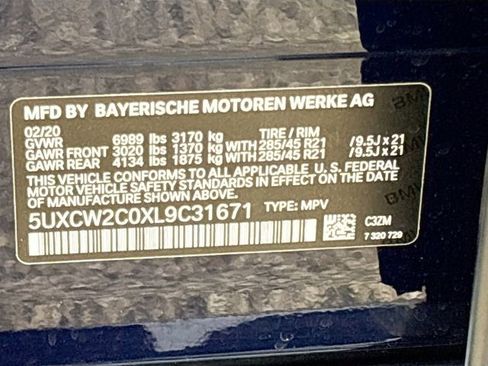 MFD BY BAYERISCHE MOTOREN WERKE AG
02/20
GVWR 6989 lbs 3170 kg TIRE / RIM
GAWR FRONT 3020 lbs 1370 kg WITH 285/45 R21 / 9.5J x 21
GAWR REAR 4134 lbs 1875 kg WITH 285/45 R21 / 9.5J x 21
THIS VEHICLE CONFORMS TO ALL APPLICABLE U.S. FEDERAL
MOTOR VEHICLE SAFETY STANDARDS IN EFFECT ON THE DATE
OF MANUFACTURE SHOWN ABOVE.
5UXCW2C0XL9C31671 TYPE: MPV
C3ZM
7 320 729